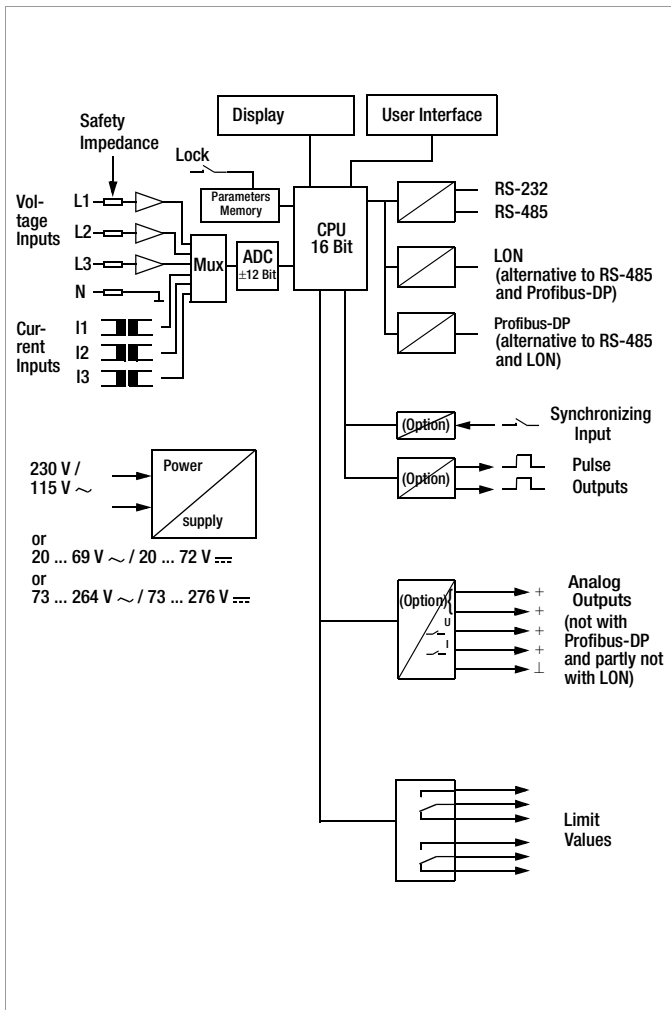 Display
User Interface
Safety
Impedance
Lock
Parameters
Memory
CPU
16 Bit
RS-232
RS-485
Vol-
tage
Inputs
L1
L2
L3
N
Mux
ADC
±12 Bit
LON
(alternative to RS-485
and Profibus-DP)
Cur-
rent
Inputs
I1
I2
I3
Profibus-DP
(alternative to RS-485
and LON)
(Option)
Synchronizing
Input
(Option)
Pulse
Outputs
230 V /
115 V ~
Power
supply
or
20 ... 69 V ~ / 20 ... 72 V ⎓
or
73 ... 264 V ~ / 73 ... 276 V ⎓
(Option)
U
I
+
+
+
+
⊥
Analog
Outputs
(not with
Profibus-DP
and partly not
with LON)
Limit
Values